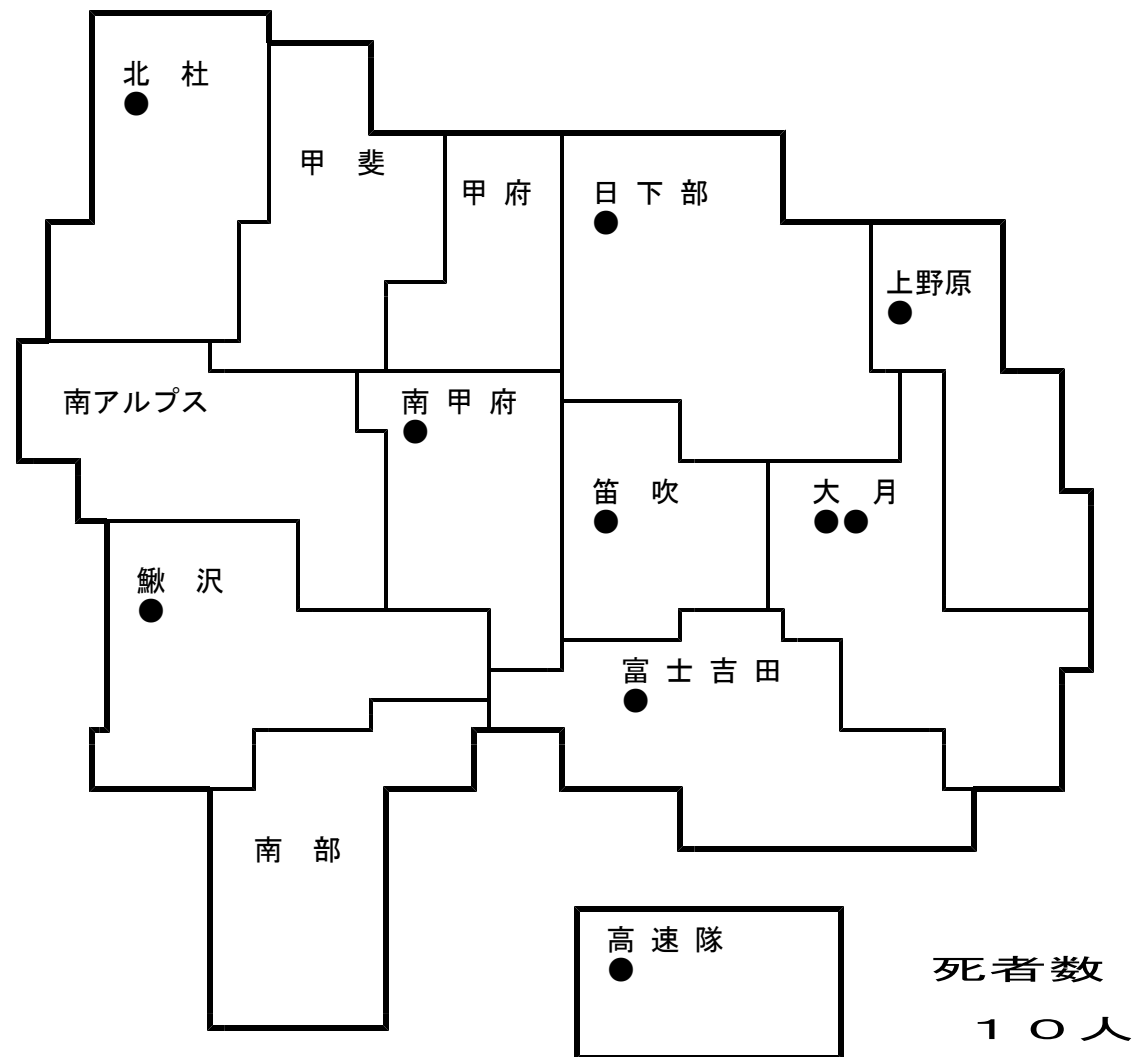 北　杜
●
甲　斐
甲 府
日 下 部
●
上野原
●
南アルプス
南 甲 府
●
笛　吹
●
大　月
●●
鰍　沢
●
富 士 吉 田
●
南　部
高 速 隊
●
死者数
１０人